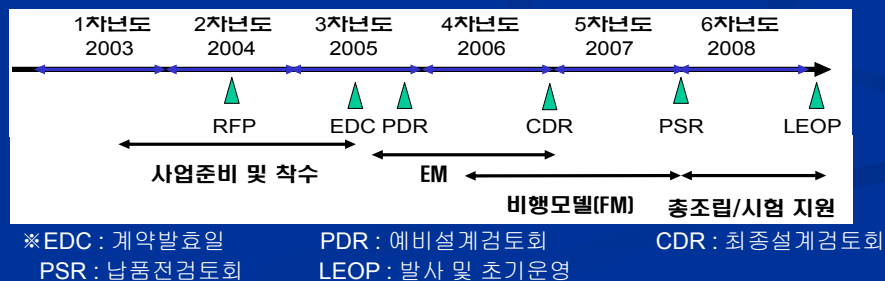 1차년도 2차년도 3차년도 4차년도 5차년도 6차년도
2003 2004 2005 2006 2007 2008
RFP EDC PDR CDR PSR LEOP
사업준비 및 착수 EM
비행모델(FM) 총조립/시험 지원
※EDC : 계약발효일 PDR : 예비설계검토회 CDR : 최종설계검토회
PSR : 납품전검토회 LEOP : 발사 및 초기운영